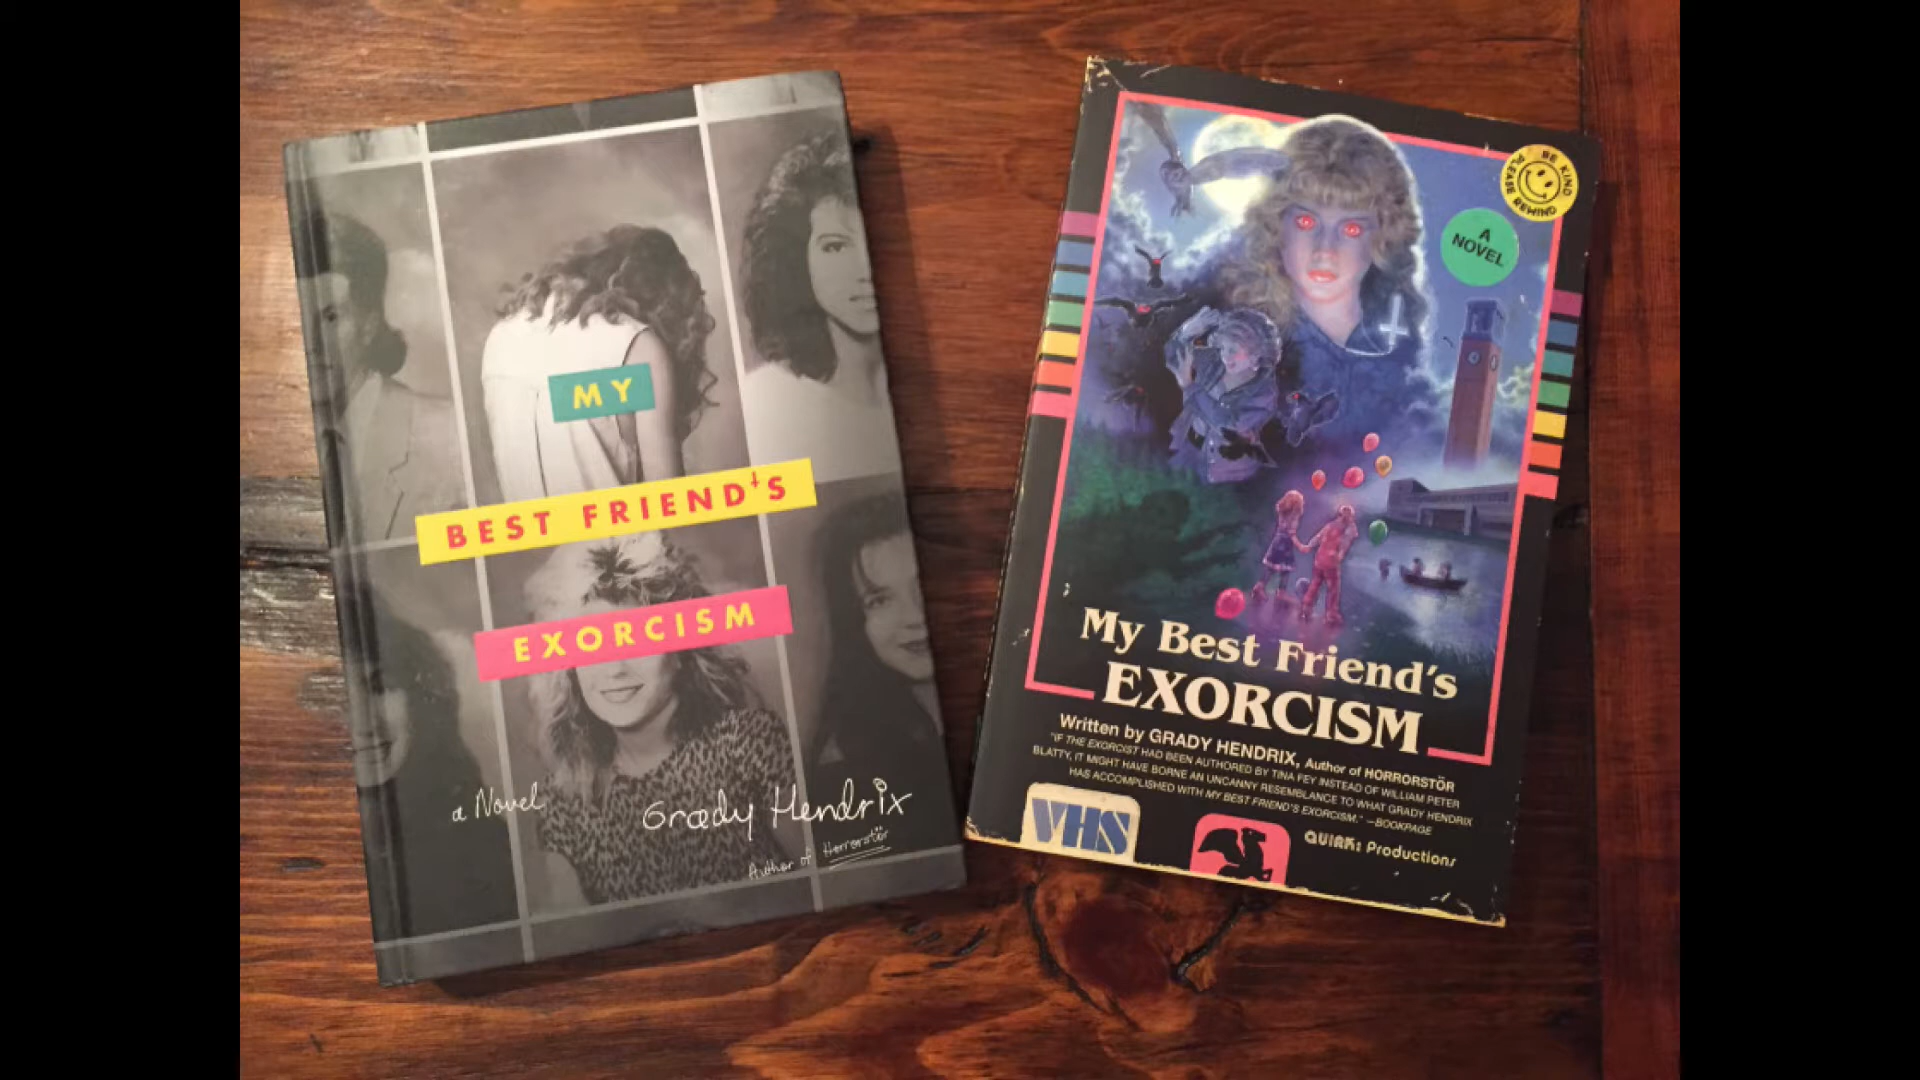 MY
BEST FRIEND'S
EXORCISM
a Novel
Grady Hendrix
Author of Horrorstör
BE KIND
PLEASE
REWIND
A
NOVEL
My Best Friend's
EXORCISM
Written by GRADY HENDRIX, Author of HORRORSTÖR
"IF THE EXORCIST HAD BEEN AUTHORED BY TINA FEY INSTEAD OF WILLIAM PETER
BLATTY, IT MIGHT HAVE BORNE AN UNCANNY RESEMBLANCE TO WHAT GRADY HENDRIX
HAS ACCOMPLISHED WITH MY BEST FRIEND'S EXORCISM." —BOOKPAGE
VHS
QUIRK: Productions